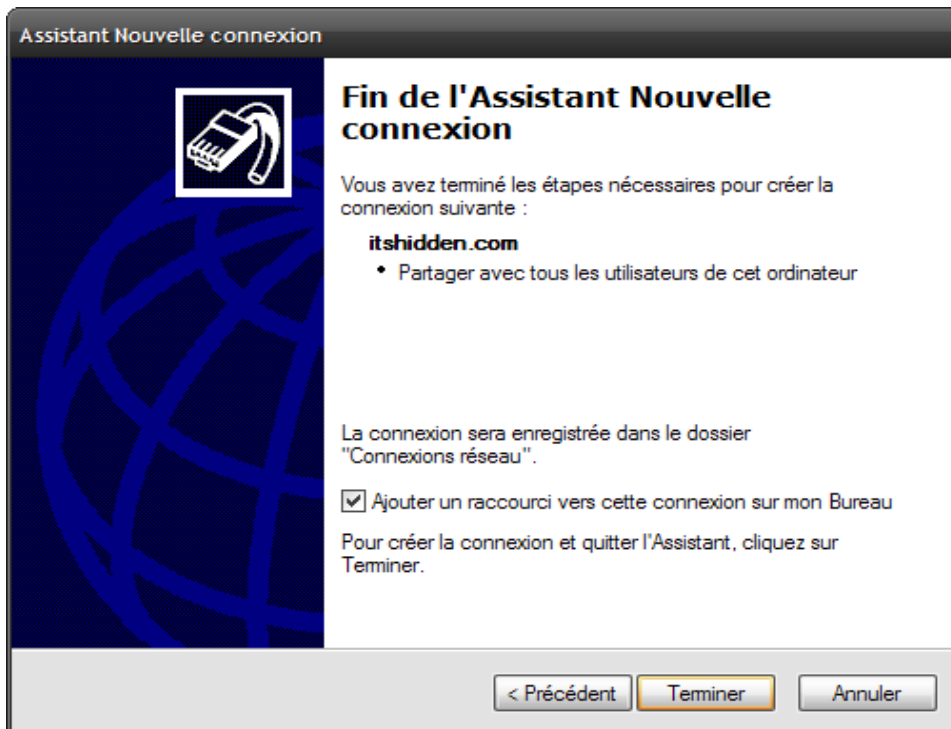 Assistant Nouvelle connexion
Fin de l'Assistant Nouvelle
connexion
Vous avez terminé les étapes nécessaires pour créer la
connexion suivante :
itshidden.com
• Partager avec tous les utilisateurs de cet ordinateur
La connexion sera enregistrée dans le dossier
"Connexions réseau".
Ajouter un raccourci vers cette connexion sur mon Bureau
Pour créer la connexion et quitter l'Assistant, cliquez sur
Terminer.
< Précédent Terminer Annuler